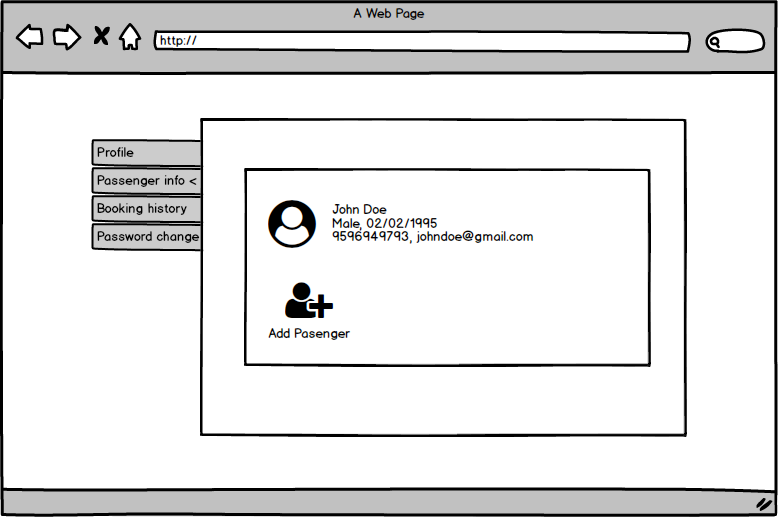 A Web Page
http://
Profile
Passenger info <
Booking history
Password change
John Doe
Male, 02/02/1995
9596949793, johndoe@gmail.com
Add Pasenger